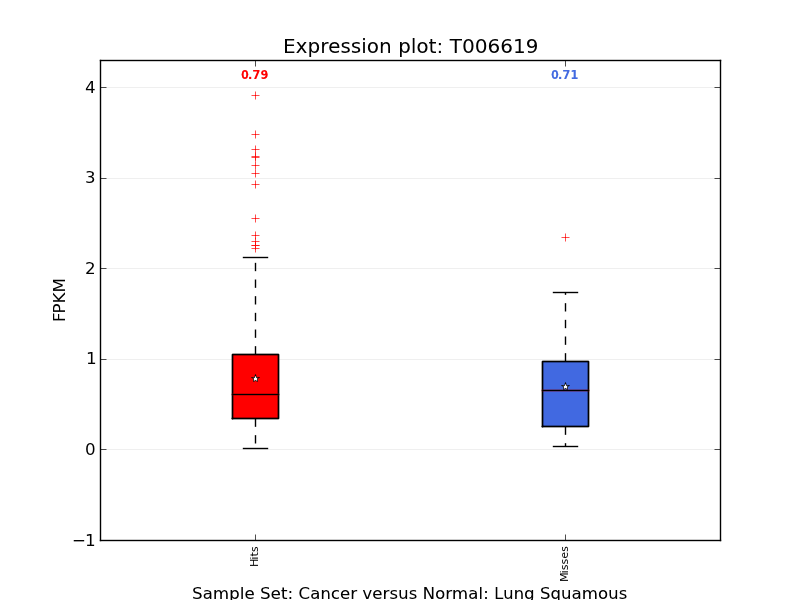 Expression plot: T006619
0.79 0.71
4
3
2
1
0
−1
FPKM
Hits Misses
Sample Set: Cancer versus Normal: Lung Squamous